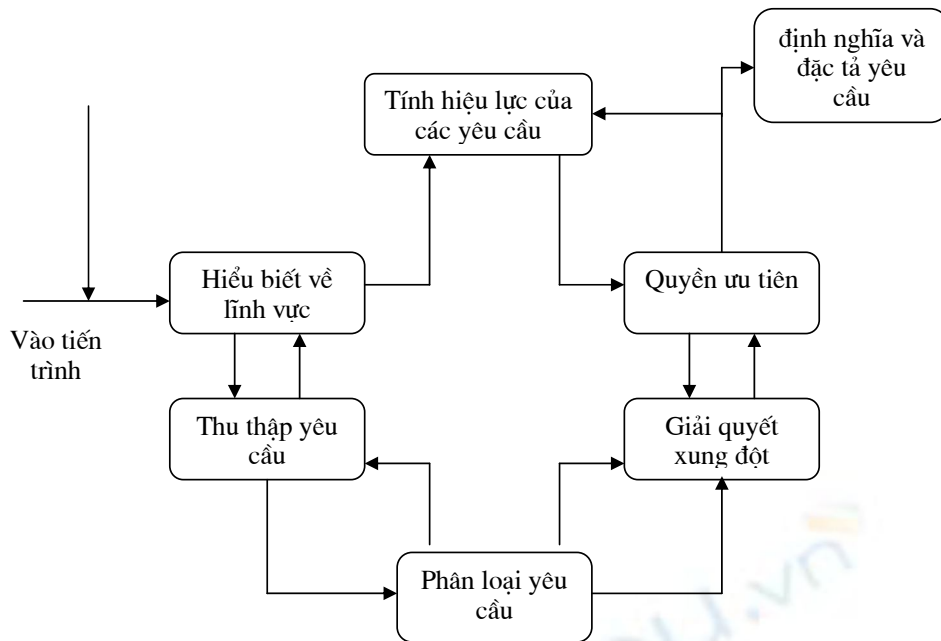 định nghĩa và
đặc tả yêu
cầu
Tính hiệu lực của
các yêu cầu
Hiểu biết về
lĩnh vực
Quyền ưu tiên
Vào tiến
trình
Thu thập yêu
cầu
Giải quyết
xung đột
Phân loại yêu
cầu